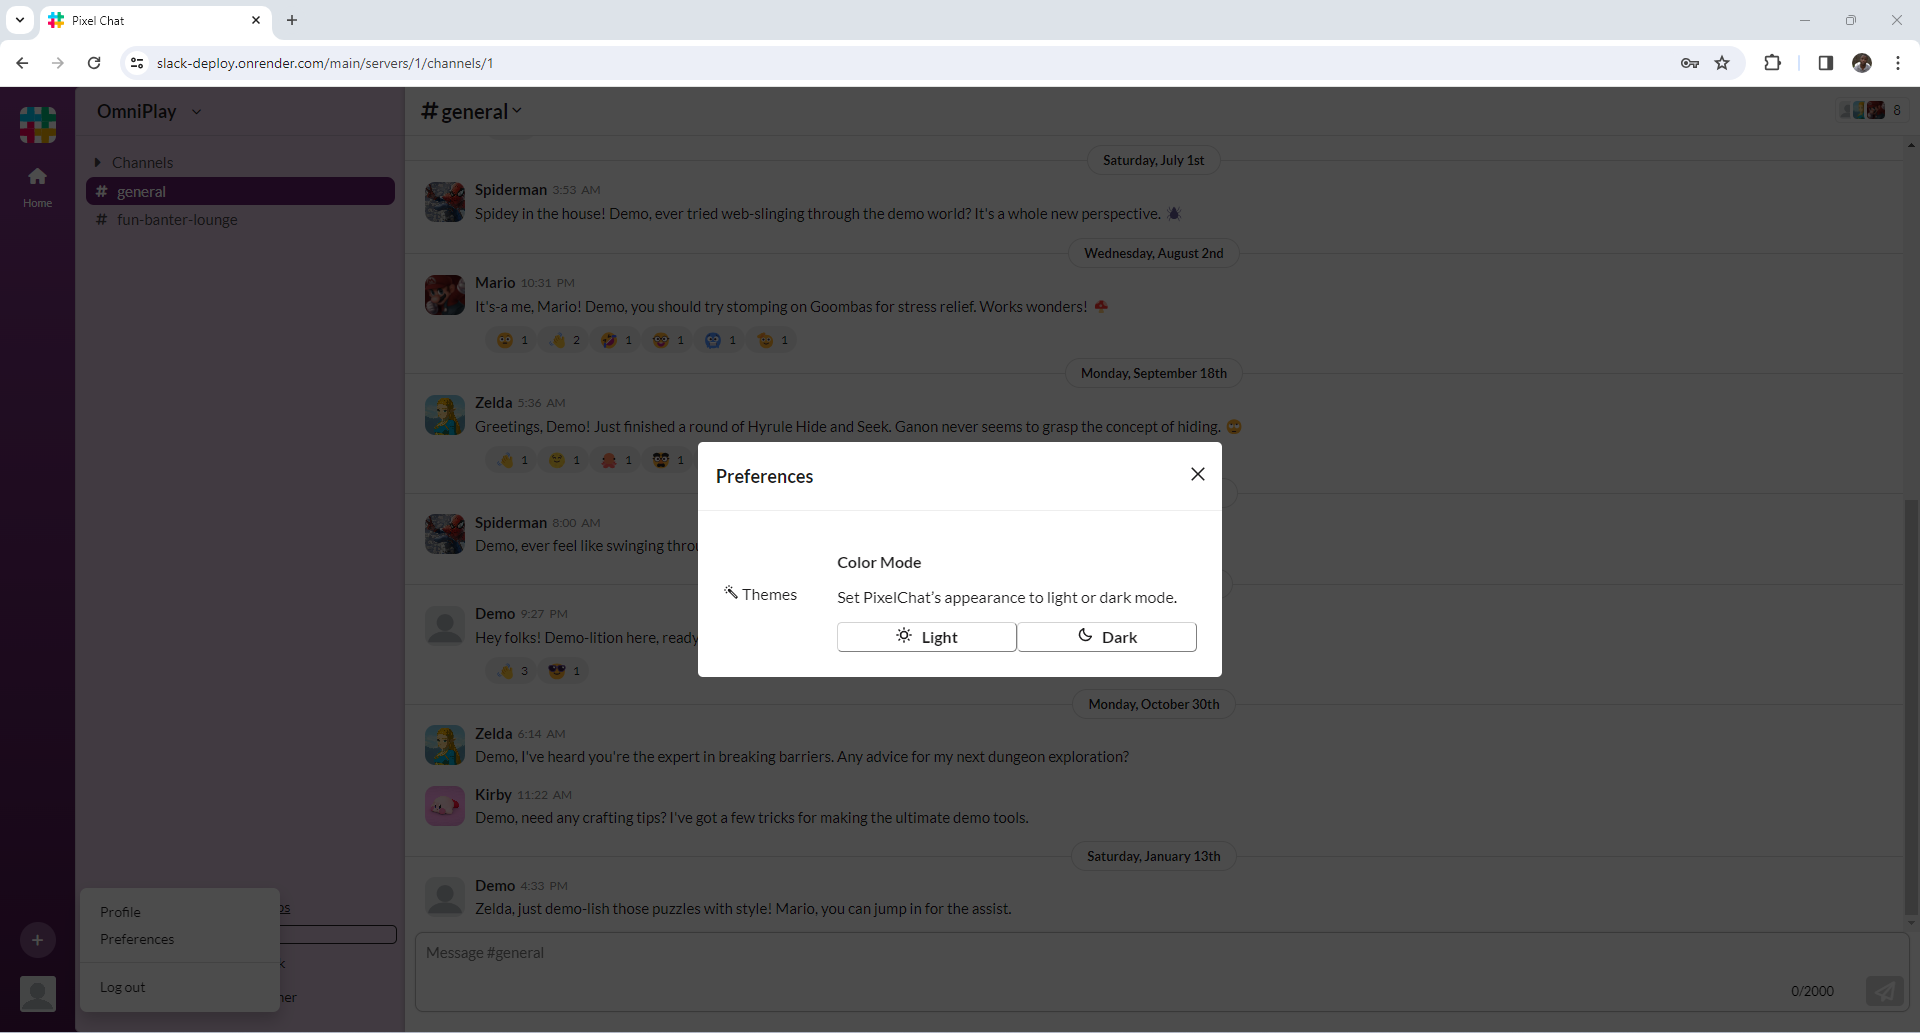 Pixel Chat
slack-deploy.onrender.com/main/servers/1/channels/1
OmniPlay
Home
Channels
# general
# fun-banter-lounge
#general
8
Saturday, July 1st
Spiderman 3:53 AM
Spidey in the house! Demo, ever tried web-slinging through the demo world? It's a whole new perspective. 🕷
Wednesday, August 2nd
Mario 10:31 PM
It's-a me, Mario! Demo, you should try stomping on Goombas for stress relief. Works wonders! 🍄
1 2 1 1 1 1
Monday, September 18th
Zelda 5:36 AM
Greetings, Demo! Just finished a round of Hyrule Hide and Seek. Ganon never seems to grasp the concept of hiding. 🙄
1 1 1 1
Spiderman 8:00 AM
Demo, ever feel like swinging
Demo 9:27 PM
Hey folks! Demo-lition here, ready
3 1
Monday, October 30th
Zelda 6:14 AM
Demo, I've heard you're the expert in breaking barriers. Any advice for my next dungeon exploration?
Kirby 11:22 AM
Demo, need any crafting tips? I've got a few tricks for making the ultimate demo tools.
Saturday, January 13th
Demo 4:33 PM
Zelda, just demo-lish those puzzles with style! Mario, you can jump in for the assist.
Message #general
0/2000
Preferences
Themes
Color Mode
Set PixelChat's appearance to light or dark mode.
Light
Dark
Profile
Preferences
Log out